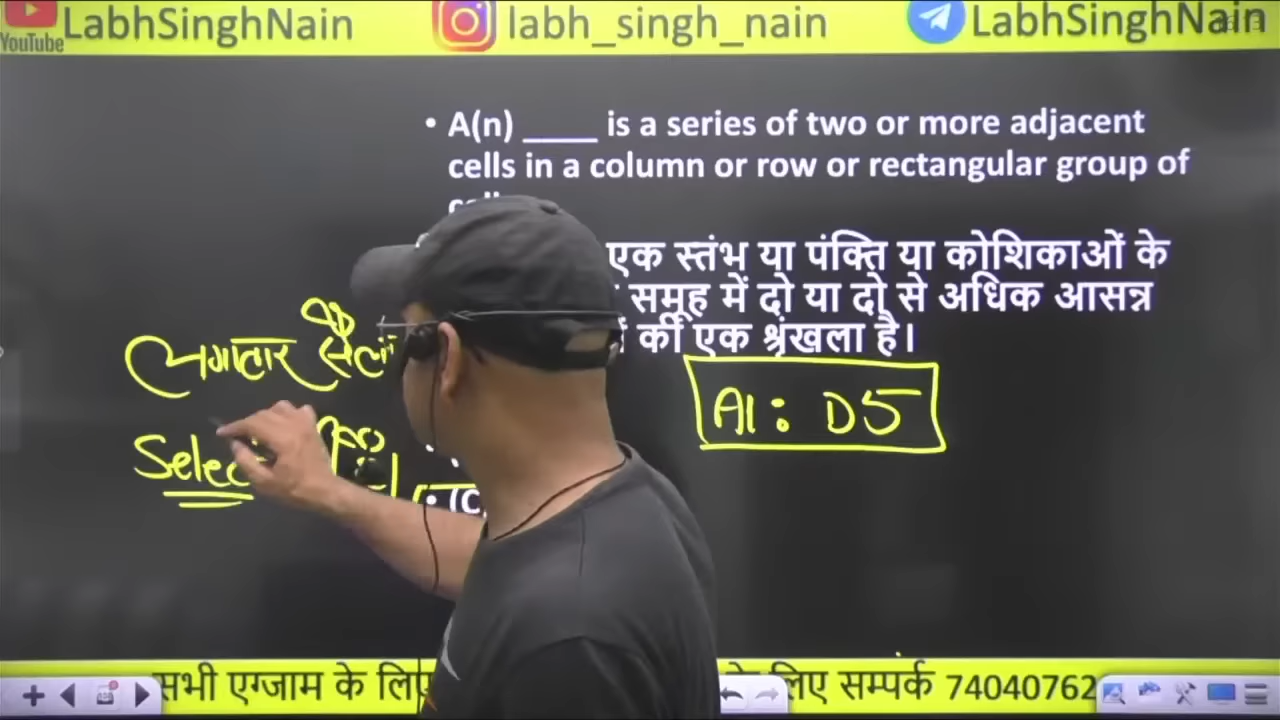 YouTube LabhSinghNain labh_singh_nain LabhSinghNain
• A(n) ____ is a series of two or more adjacent
cells in a column or row or rectangular group of
एक स्तंभ या पंक्ति या कोशिकाओं के
समूह में दो या दो से अधिक आसन्न
की एक श्रंखला है।
लगातार सैलों
A1: D5
Selec
सभी एग्जाम के लिए
के लिए सम्पर्क 74040762